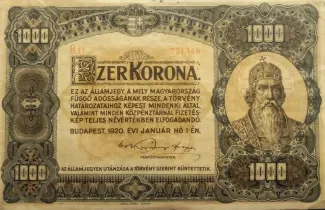 1000 1000
EZER KORONA
EZ AZ ÁLLAMJEGY, A MELY MAGYARORSZÁG
FÜGGŐ ADÓSSÁGÁNAK RÉSZE, A TÖRVÉNY
HATÁROZATAIHOZ KÉPEST MINDENKI ÁLTAL,
VALAMINT MINDEN KÖZPÉNZTÁRNÁL FIZETÉS-
KÉP TELJES NÉVÉRTÉKBEN ELFOGADANDÓ.
BUDAPEST, 1920. ÉVI JANUÁR HÓ 1 ÉN.
PÉNZÜGYMINISTER
1000 1000
AZ ÁLLAMJEGYEK UTÁNZÁSA A TÖRVÉNY SZERINT BÜNTETTETIK.